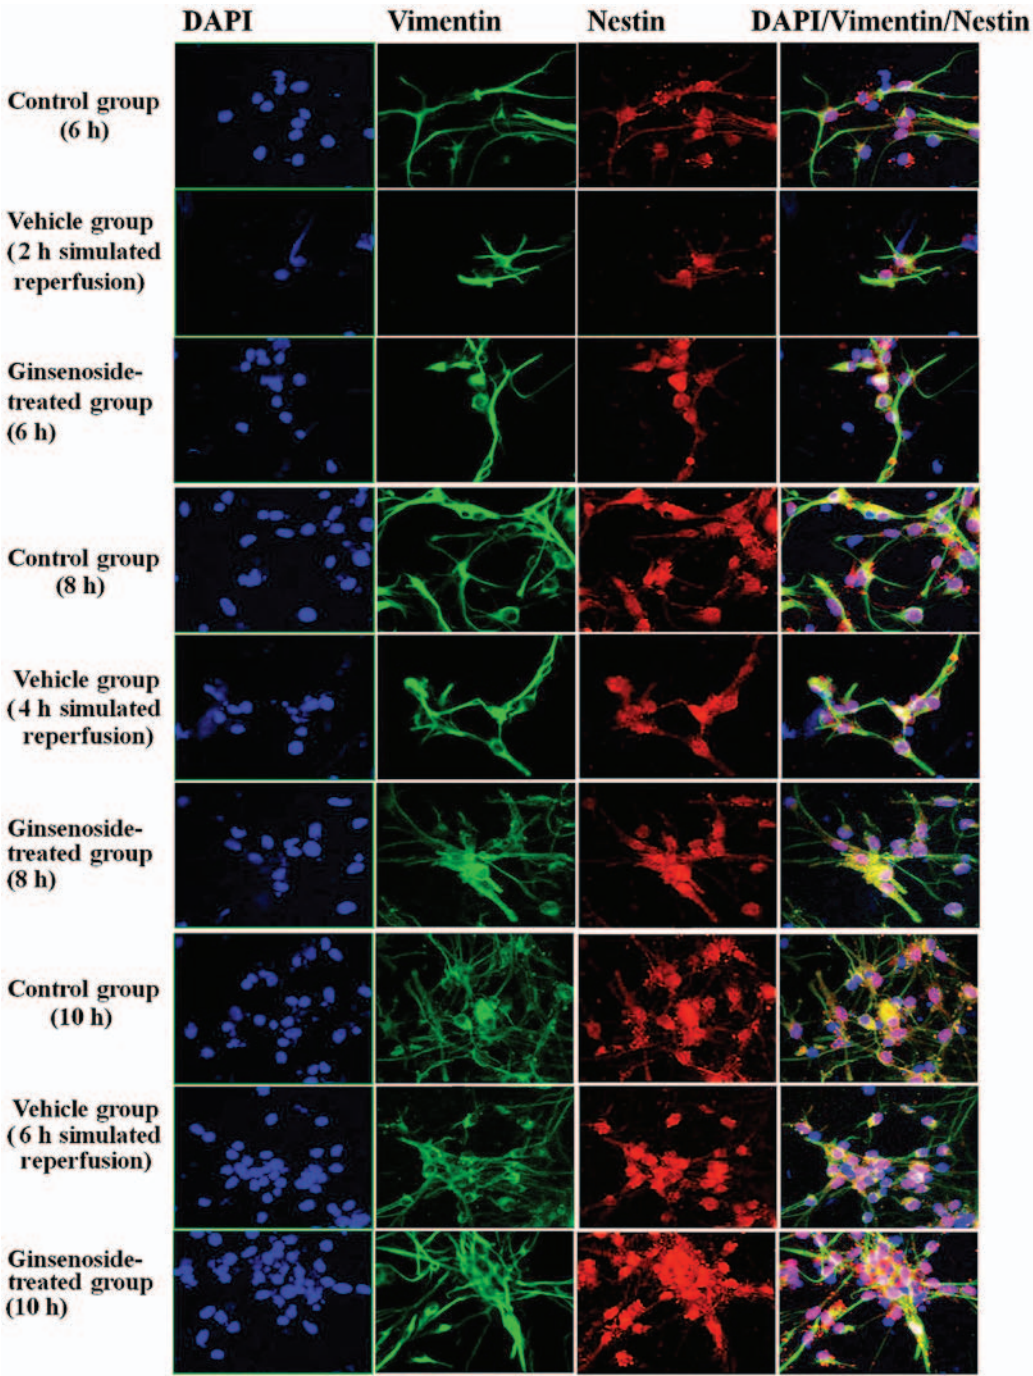 DAPI Vimentin Nestin DAPI/Vimentin/Nestin
Control group
(6 h)
Vehicle group
(2 h simulated
reperfusion)
Ginsenoside-
treated group
(6 h)
Control group
(8 h)
Vehicle group
(4 h simulated
reperfusion)
Ginsenoside-
treated group
(8 h)
Control group
(10 h)
Vehicle group
(6 h simulated
reperfusion)
Ginsenoside-
treated group
(10 h)